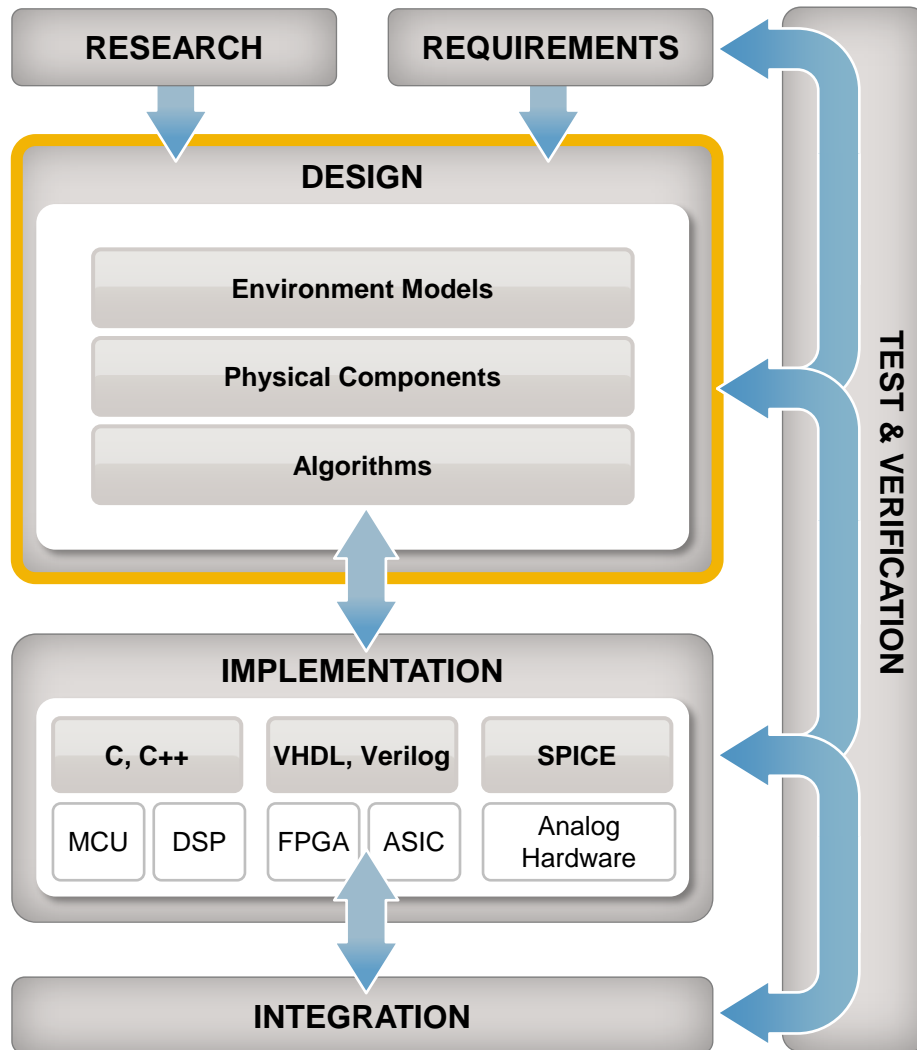 RESEARCH
REQUIREMENTS
DESIGN
Environment Models
Physical Components
Algorithms
IMPLEMENTATION
C, C++
VHDL, Verilog
SPICE
MCU
DSP
FPGA
ASIC
Analog
Hardware
INTEGRATION
TEST & VERIFICATION